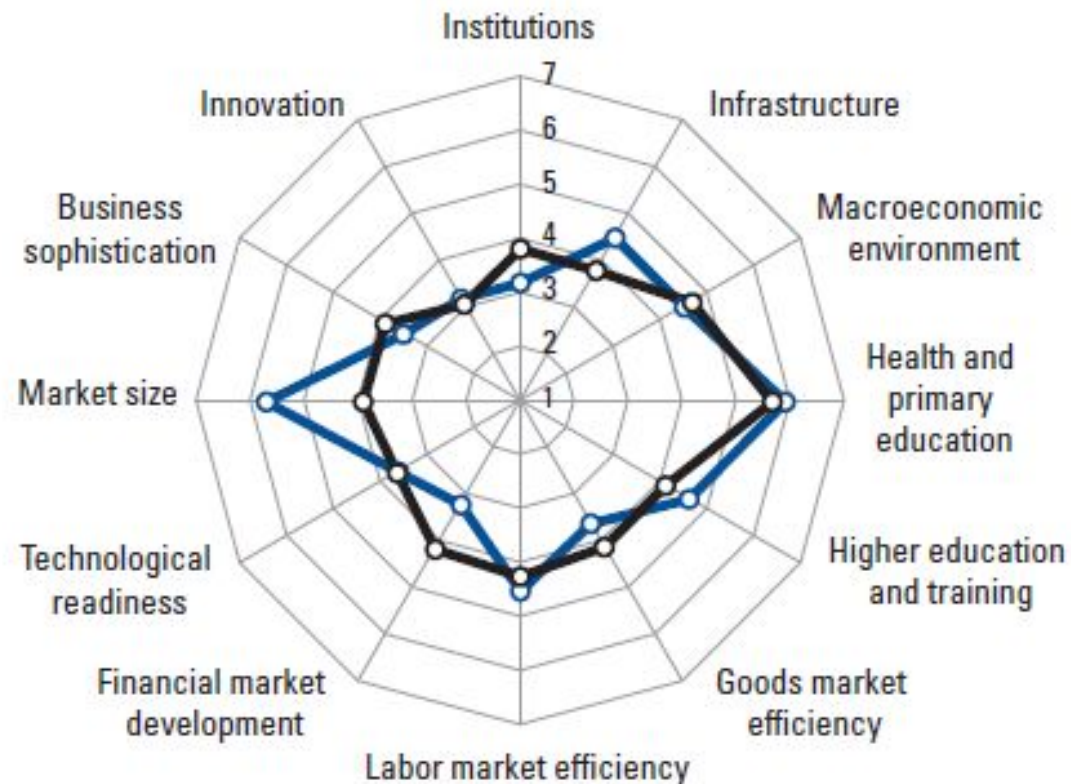 Institutions
7
Innovation
Infrastructure
6
5
Business
sophistication
Macroeconomic
environment
4
3
2
Market size
1
Health and
primary
education
Technological
readiness
Higher education
and training
Financial market
development
Goods market
efficiency
Labor market efficiency